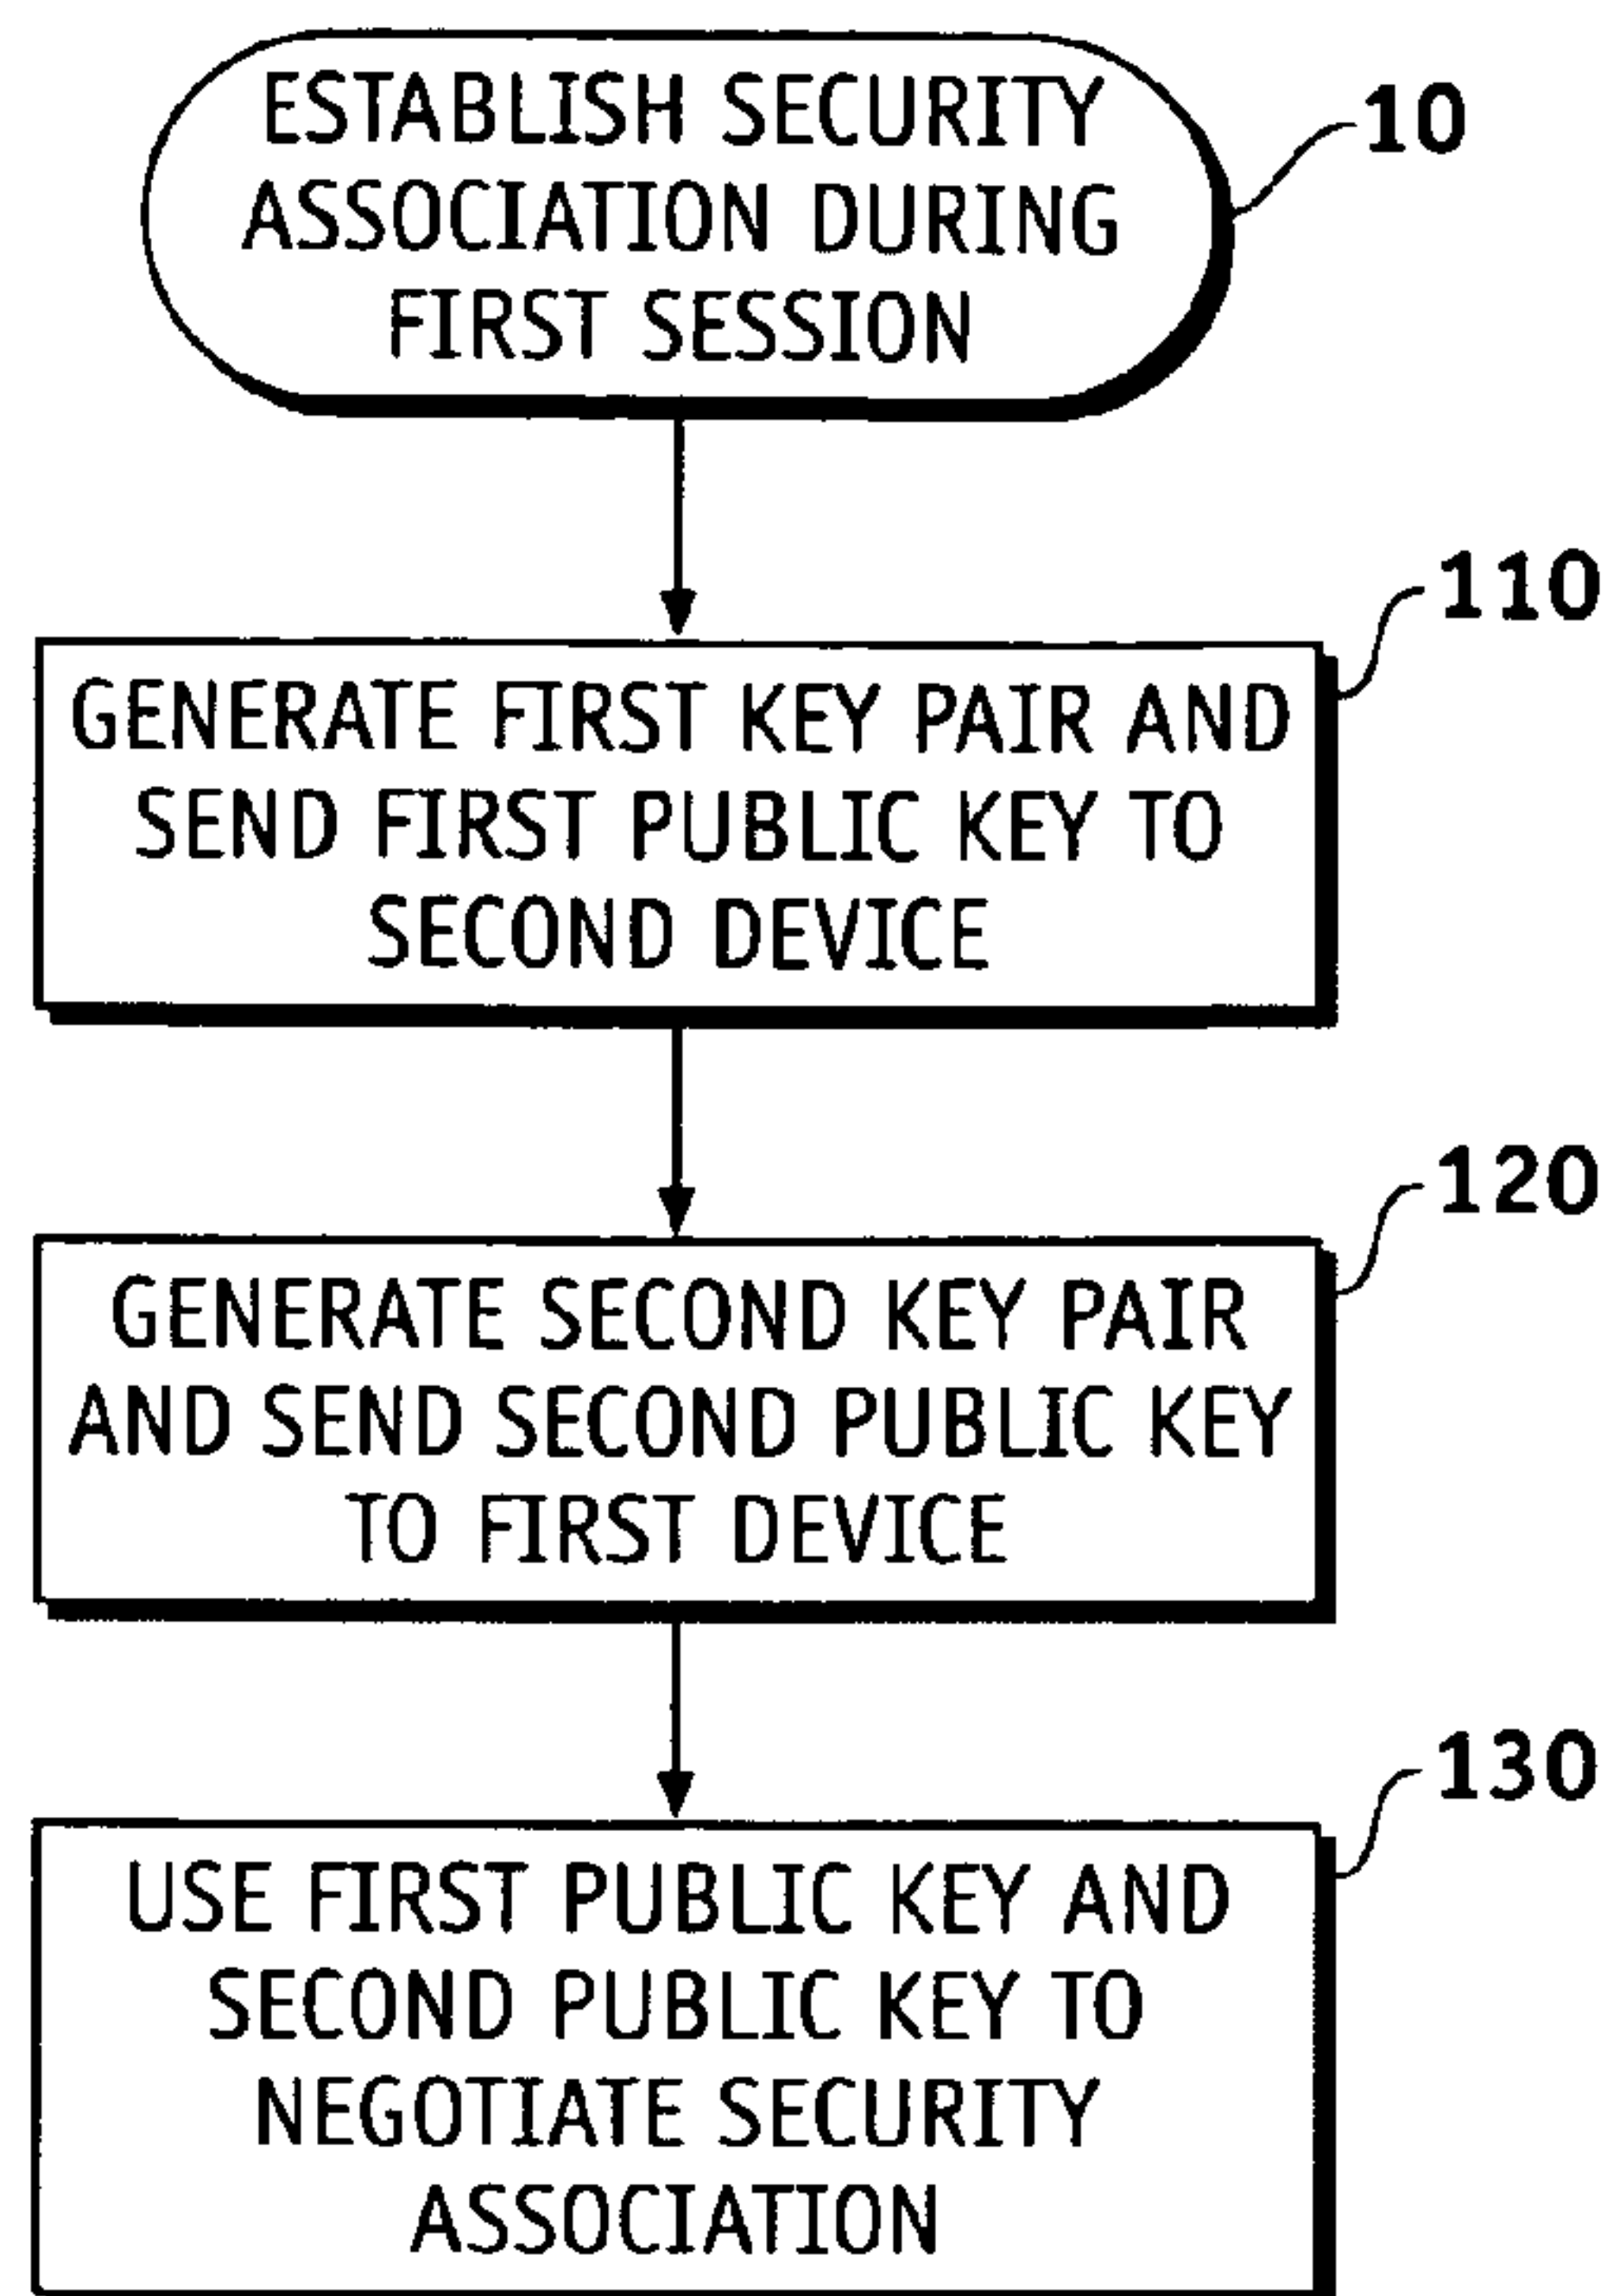 ESTABLISH SECURITY
ASSOCIATION DURING
FIRST SESSION
10
GENERATE FIRST KEY PAIR AND
SEND FIRST PUBLIC KEY TO
SECOND DEVICE
110
GENERATE SECOND KEY PAIR
AND SEND SECOND PUBLIC KEY
TO FIRST DEVICE
120
USE FIRST PUBLIC KEY AND
SECOND PUBLIC KEY TO
NEGOTIATE SECURITY
ASSOCIATION
130